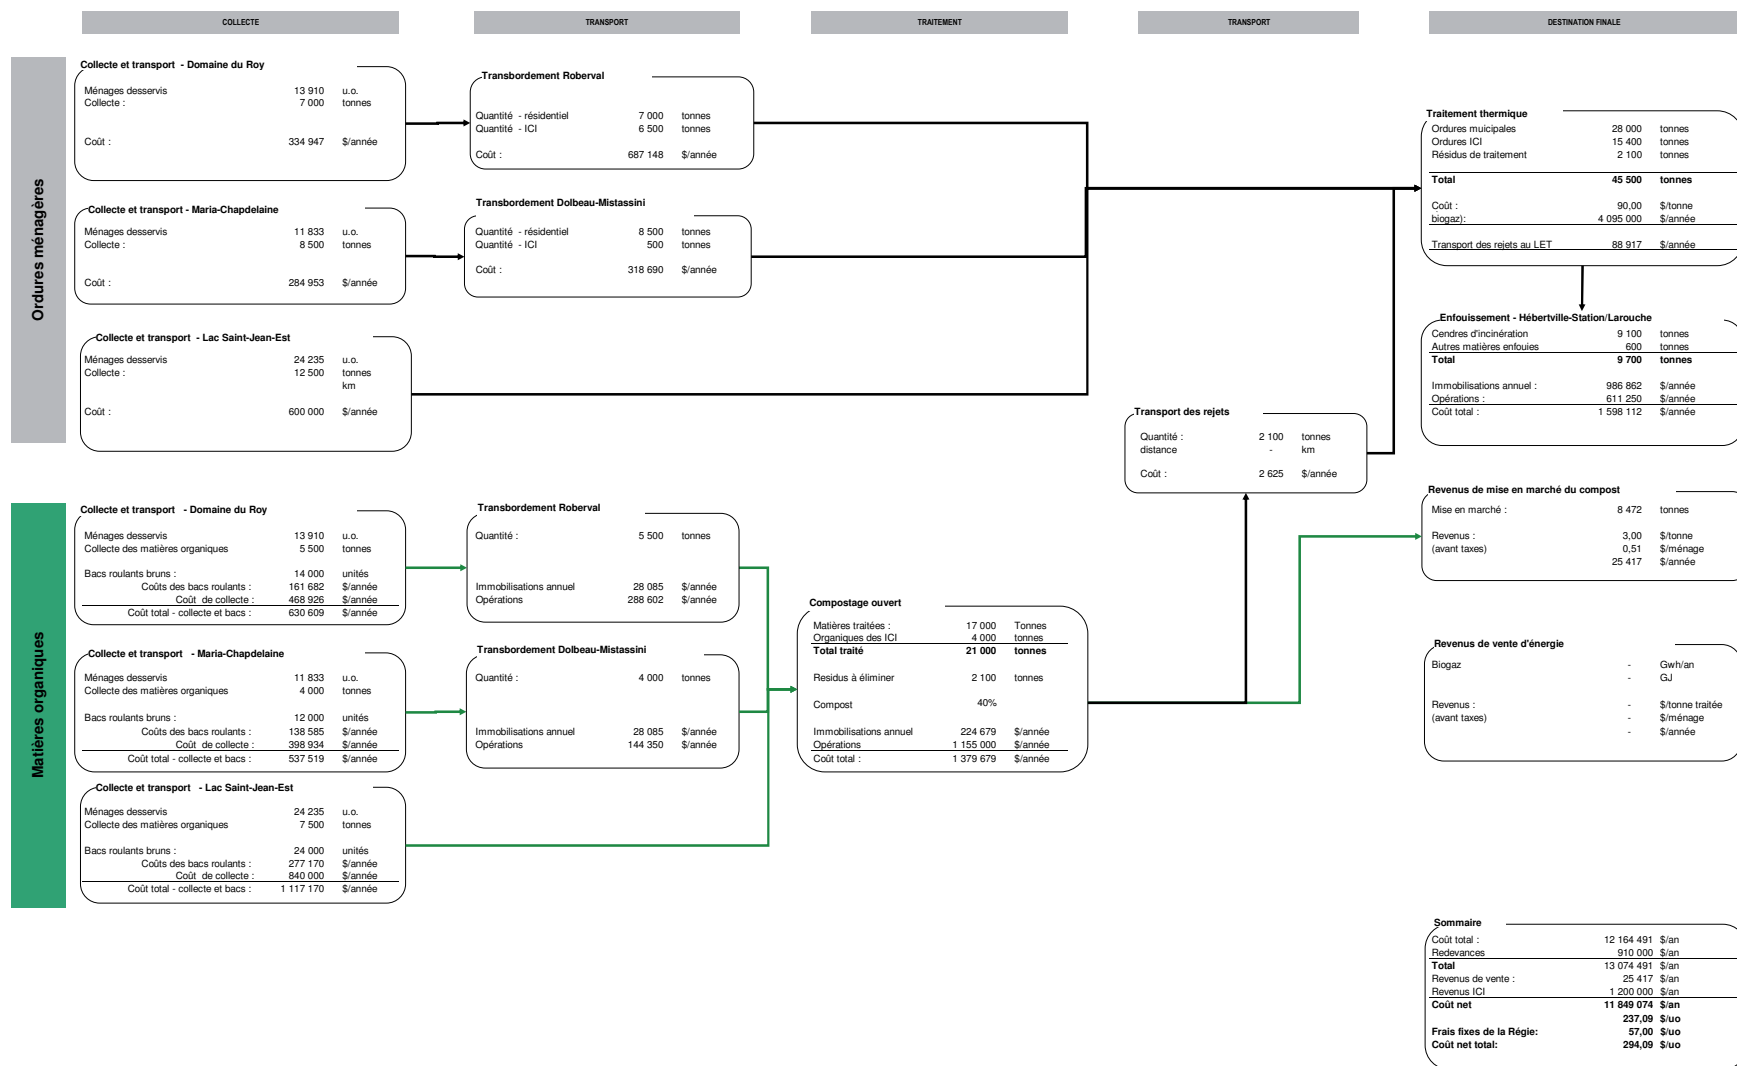 COLLECTE
TRANSPORT
TRAITEMENT
TRANSPORT
DESTINATION FINALE
Ordures ménagères
Collecte et transport - Domaine du Roy
Ménages desservis 13 910 u.o.
Collecte : 7 000 tonnes
Coût : 334 947 $/année
Transbordement Roberval
Quantité - résidentiel 7 000 tonnes
Quantité - ICI 6 500 tonnes
Coût : 687 148 $/année
Collecte et transport - Maria-Chapdelaine
Ménages desservis 11 833 u.o.
Collecte : 8 500 tonnes
Coût : 284 953 $/année
Transbordement Dolbeau-Mistassini
Quantité - résidentiel 8 500 tonnes
Quantité - ICI 500 tonnes
Coût : 318 690 $/année
Collecte et transport - Lac Saint-Jean-Est
Ménages desservis 24 235 u.o.
Collecte : 12 500 tonnes
km
Coût : 600 000 $/année
Transport des rejets
Quantité : 2 100 tonnes
distance - km
Coût : 2 625 $/année
Traitement thermique
Ordures muicipales 28 000 tonnes
Ordures ICI 15 400 tonnes
Résidus de traitement 2 100 tonnes
Total 45 500 tonnes
Coût : 90,00 $/tonne
biogaz): 4 095 000 $/année
Transport des rejets au LET 88 917 $/année
Enfouissement - Hébertville-Station/Larouche
Cendres d'incinération 9 100 tonnes
Autres matières enfouies 600 tonnes
Total 9 700 tonnes
Immobilisations annuel : 986 862 $/année
Opérations : 611 250 $/année
Coût total : 1 598 112 $/année
Matières organiques
Collecte et transport - Domaine du Roy
Ménages desservis 13 910 u.o.
Collecte des matières organiques 5 500 tonnes
Bacs roulants bruns : 14 000 unités
Coûts des bacs roulants : 161 682 $/année
Coût de collecte : 468 926 $/année
Coût total - collecte et bacs : 630 609 $/année
Transbordement Roberval
Quantité : 5 500 tonnes
Immobilisations annuel 28 085 $/année
Opérations 288 602 $/année
Collecte et transport - Maria-Chapdelaine
Ménages desservis 11 833 u.o.
Collecte des matières organiques 4 000 tonnes
Bacs roulants bruns : 12 000 unités
Coûts des bacs roulants : 138 585 $/année
Coût de collecte : 398 934 $/année
Coût total - collecte et bacs : 537 519 $/année
Transbordement Dolbeau-Mistassini
Quantité : 4 000 tonnes
Immobilisations annuel 28 085 $/année
Opérations 144 350 $/année
Collecte et transport - Lac Saint-Jean-Est
Ménages desservis 24 235 u.o.
Collecte des matières organiques 7 500 tonnes
Bacs roulants bruns : 24 000 unités
Coûts des bacs roulants : 277 170 $/année
Coût de collecte : 840 000 $/année
Coût total - collecte et bacs : 1 117 170 $/année
Compostage ouvert
Matières traitées : 17 000 Tonnes
Organiques des ICI 4 000 tonnes
Total traité 21 000 tonnes
Residus à éliminer 2 100 tonnes
Compost 40%
Immobilisations annuel 224 679 $/année
Opérations 1 155 000 $/année
Coût total : 1 379 679 $/année
Revenus de mise en marché du compost
Mise en marché : 8 472 tonnes
Revenus : 3,00 $/tonne
(avant taxes) 0,51 $/ménage
25 417 $/année
Revenus de vente d'énergie
Biogaz - Gwh/an
- GJ
Revenus : - $/tonne traitée
(avant taxes) - $/ménage
- $/année
Sommaire
Coût total : 12 164 491 $/an
Redevances 910 000 $/an
Total 13 074 491 $/an
Revenus de vente : 25 417 $/an
Revenus ICI 1 200 000 $/an
Coût net 11 849 074 $/an
237,09 $/uo
Frais fixes de la Régie: 57,00 $/uo
Coût net total: 294,09 $/uo